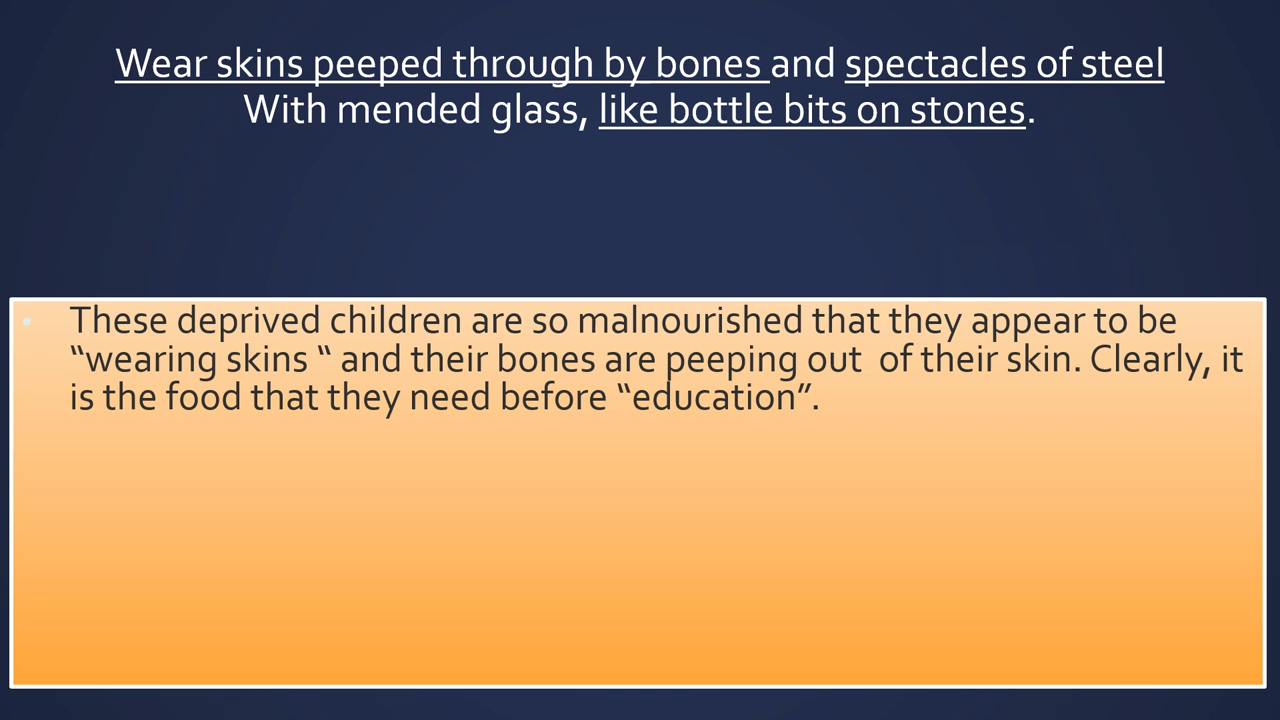 Wear skins peeped through by bones and spectacles of steel
With mended glass, like bottle bits on stones.
• These deprived children are so malnourished that they appear to be
“wearing skins “ and their bones are peeping out  of their skin. Clearly, it
is the food that they need before “education”.